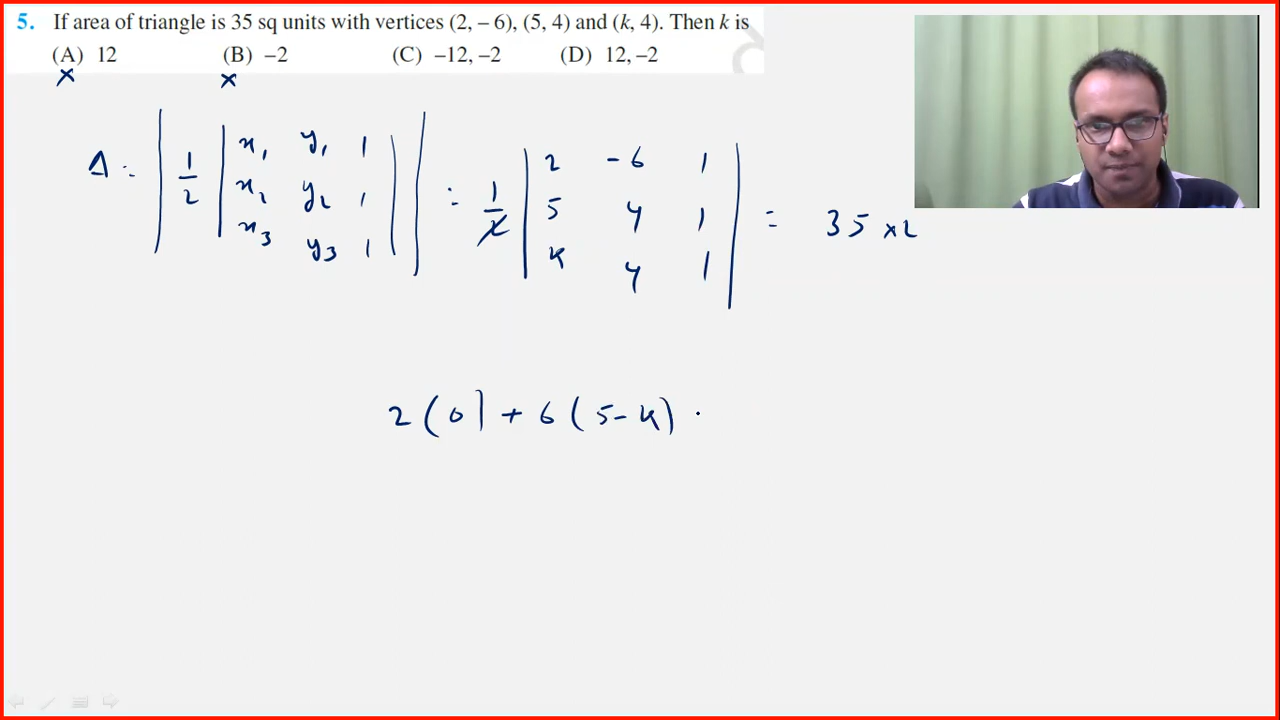 5. If area of triangle is 35 sq units with vertices (2, – 6), (5, 4) and (k, 4). Then k is
(A) 12 (B) –2 (C) –12, –2 (D) 12, –2
× ×
Δ = | 1/2 | x₁ y₁ 1 | | = 1/2 | 2 -6 1 | = 35 × 2
x₂ y₂ 1 5 4 1
x₃ y₃ 1 k 4 1
2 ( 0 ) + 6 ( 5 - k )